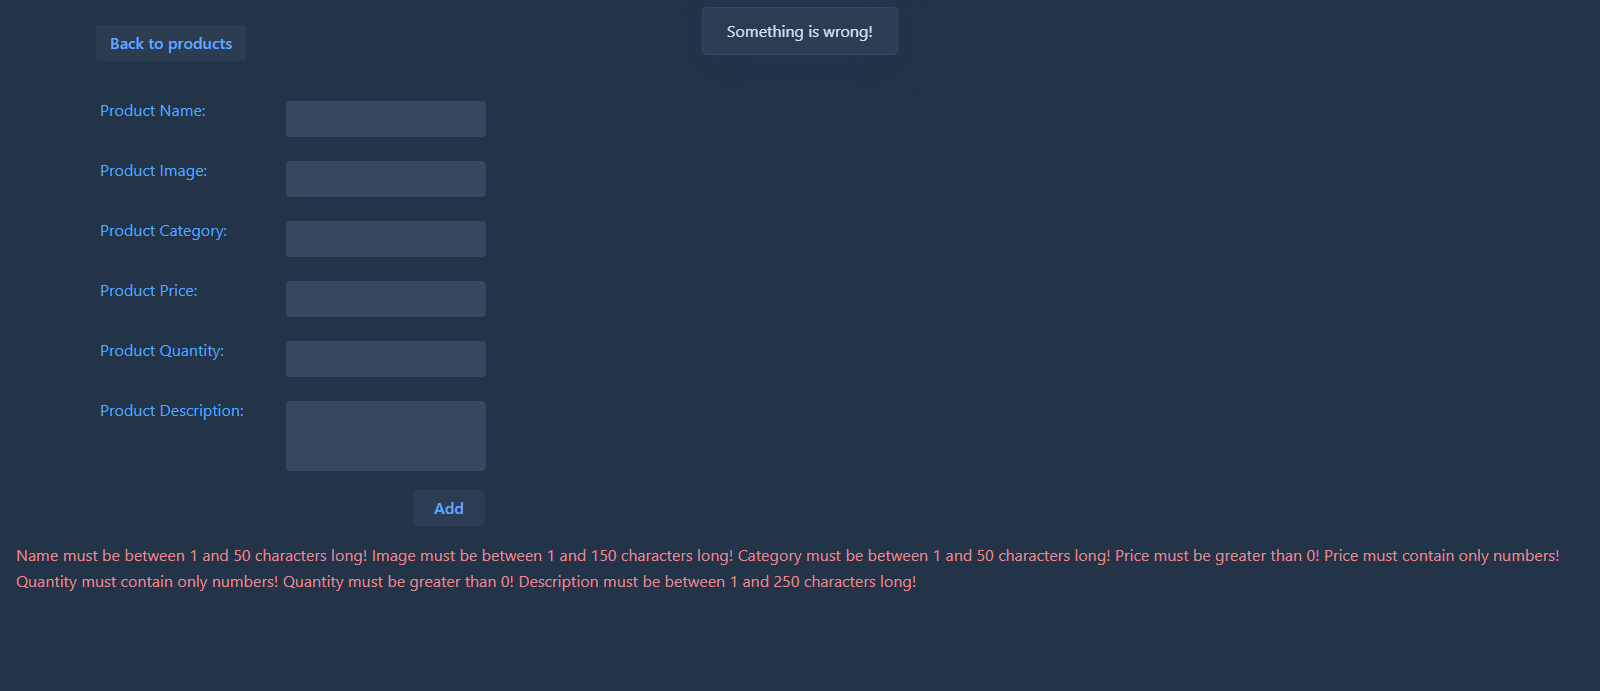 Something is wrong!
Back to products
Product Name:
Product Image:
Product Category:
Product Price:
Product Quantity:
Product Description:
Add
Name must be between 1 and 50 characters long! Image must be between 1 and 150 characters long! Category must be between 1 and 50 characters long! Price must be greater than 0! Price must contain only numbers!
Quantity must contain only numbers! Quantity must be greater than 0! Description must be between 1 and 250 characters long!